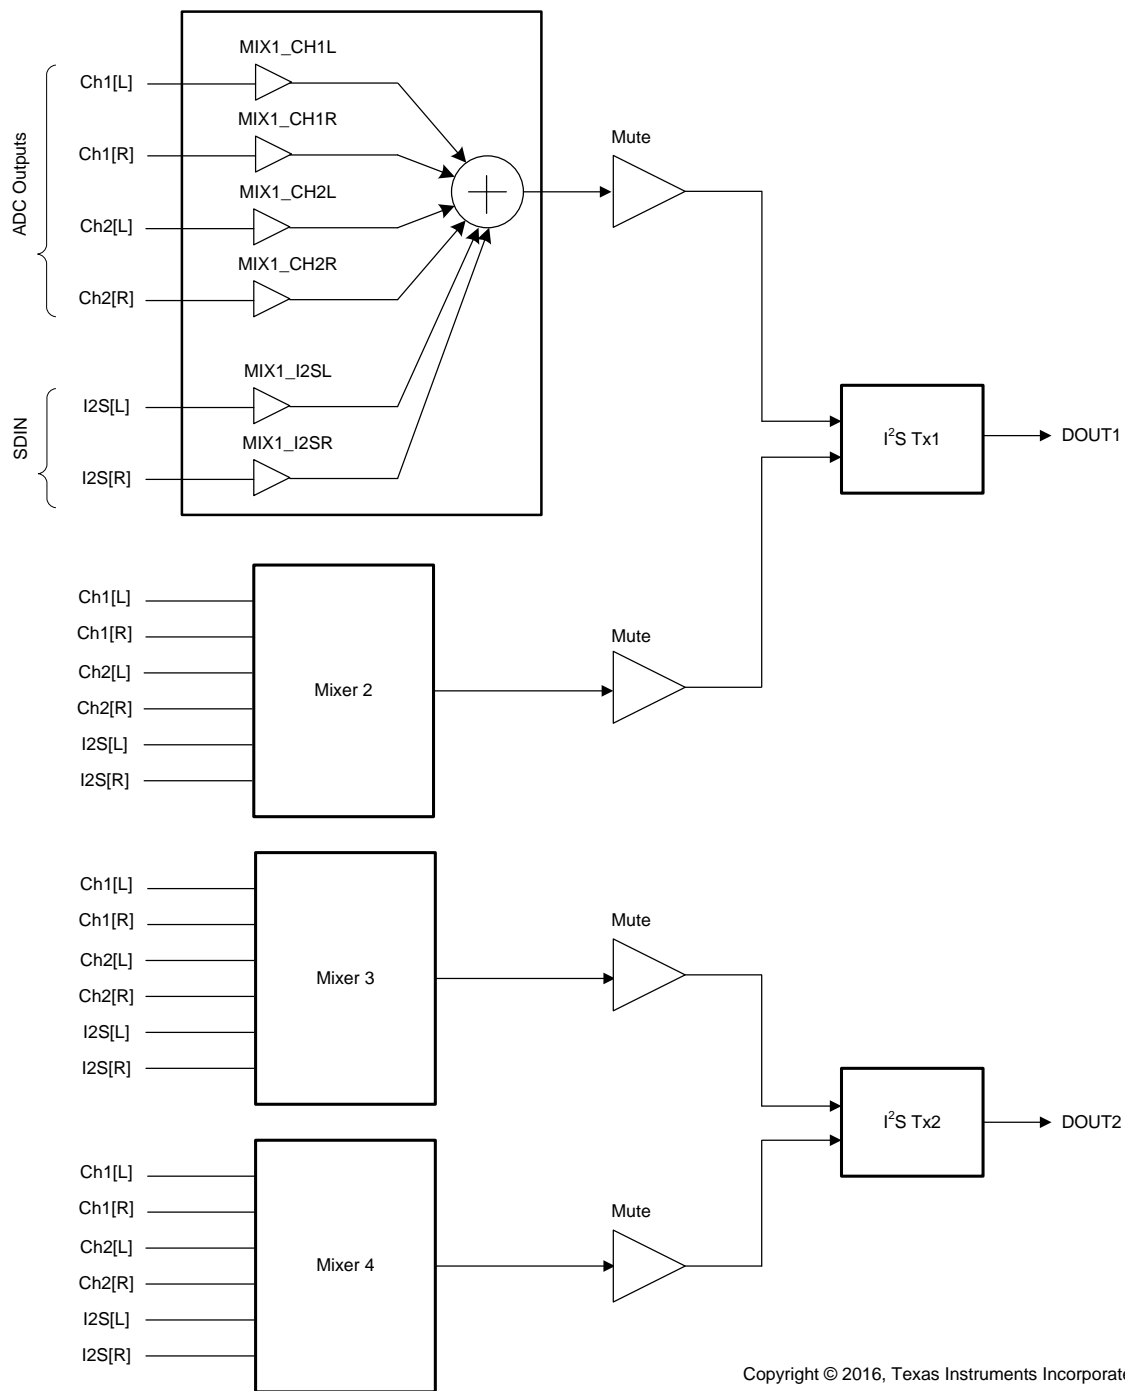 MIX1_CH1L
Ch1[L]
MIX1_CH1R
Ch1[R]
MIX1_CH2L
Ch2[L]
MIX1_CH2R
Ch2[R]
ADC Outputs
MIX1_I2SL
I2S[L]
MIX1_I2SR
I2S[R]
SDIN
Mute
I²S Tx1
DOUT1
Ch1[L]
Ch1[R]
Ch2[L]
Ch2[R]
I2S[L]
I2S[R]
Mixer 2
Mute
Ch1[L]
Ch1[R]
Ch2[L]
Ch2[R]
I2S[L]
I2S[R]
Mixer 3
Mute
I²S Tx2
DOUT2
Ch1[L]
Ch1[R]
Ch2[L]
Ch2[R]
I2S[L]
I2S[R]
Mixer 4
Mute
Copyright © 2016, Texas Instruments Incorporate